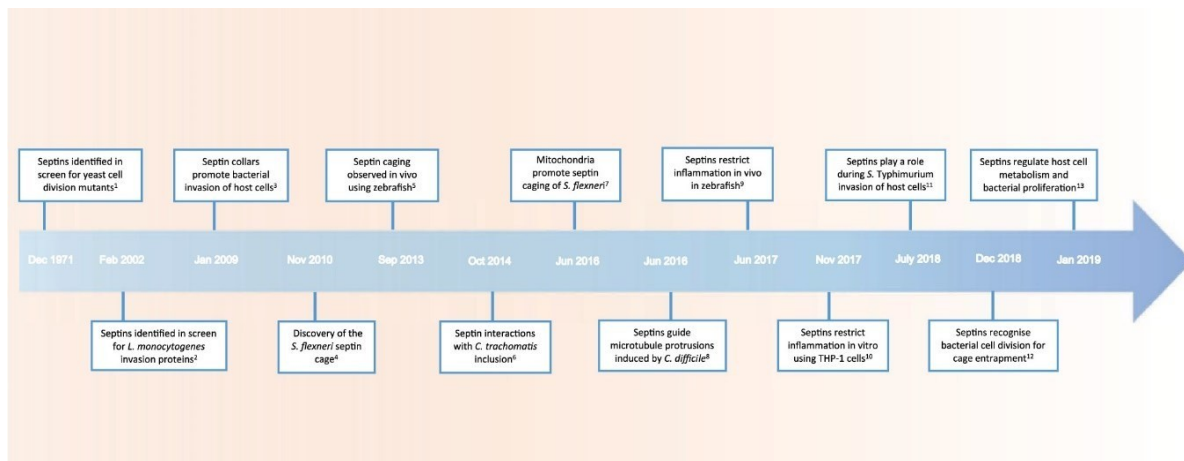 Septins identified in
screen for yeast cell
division mutants¹
Septin collars
promote bacterial
invasion of host cells³
Septin caging
observed in vivo
using zebrafish⁵
Mitochondria
promote septin
caging of S. flexneri⁷
Septins restrict
inflammation in vivo
in zebrafish⁹
Septins play a role
during S. Typhimurium
invasion of host cells¹¹
Septins regulate host cell
metabolism and
bacterial proliferation¹³
Dec 1971 Feb 2002 Jan 2009 Nov 2010 Sep 2013 Oct 2014 Jun 2016 Jun 2016 Jun 2017 Nov 2017 July 2018 Dec 2018 Jan 2019
Septins identified in screen
for L. monocytogenes
invasion proteins²
Discovery of the
S. flexneri septin
cage⁴
Septin interactions
with C. trachomatis
inclusion⁶
Septins guide
microtubule protrusions
induced by C. difficile⁸
Septins restrict
inflammation in vitro
using THP-1 cells¹⁰
Septins recognise
bacterial cell division for
cage entrapment¹²